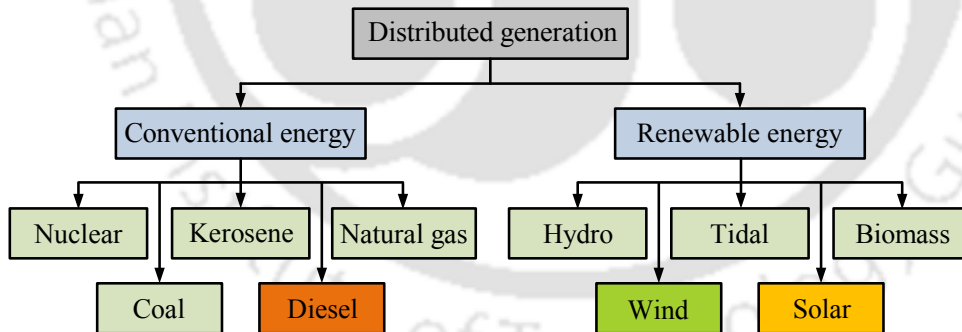 Distributed generation
Conventional energy
Renewable energy
Nuclear
Kerosene
Natural gas
Hydro
Tidal
Biomass
Coal
Diesel
Wind
Solar